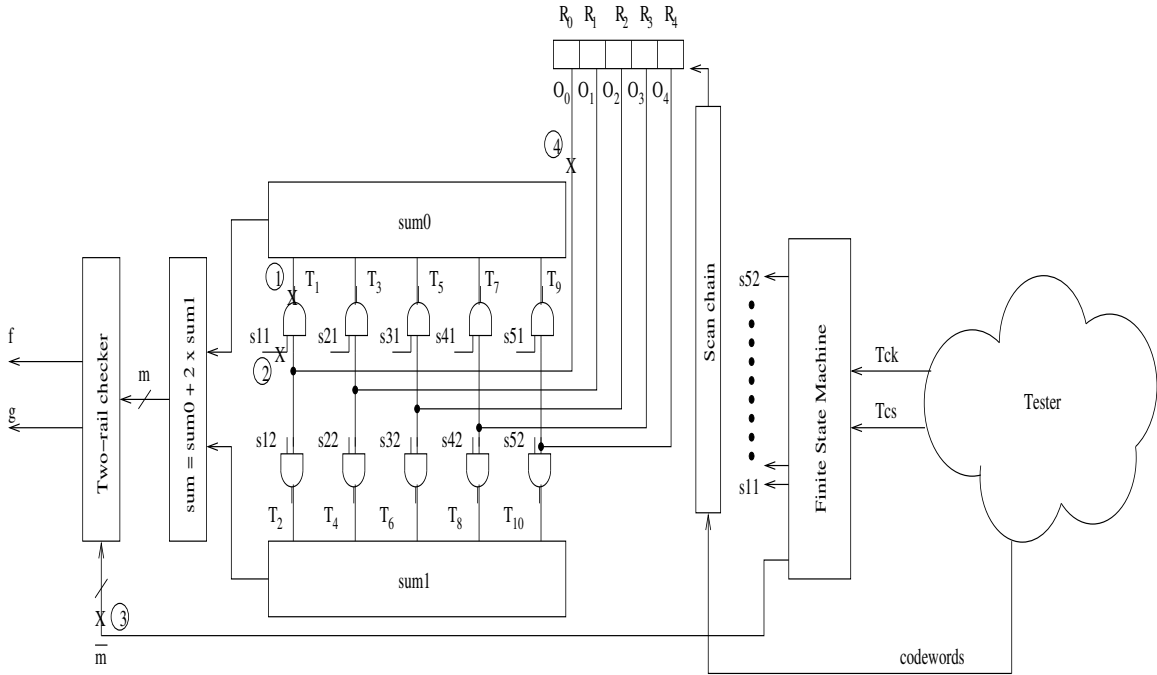 R0 R1 R2 R3 R4
O0 O1 O2 O3 O4
4
X
sum0
1
T1 T3 T5 T7 T9
X
s11 s21 s31 s41 s51
X
2
s12 s22 s32 s42 s52
T2 T4 T6 T8 T10
sum1
f
g
Two-rail checker
m
sum = sum0 + 2 x sum1
X 3
m
Scan chain
s52
s11
Finite State Machine
Tck
Tcs
Tester
codewords